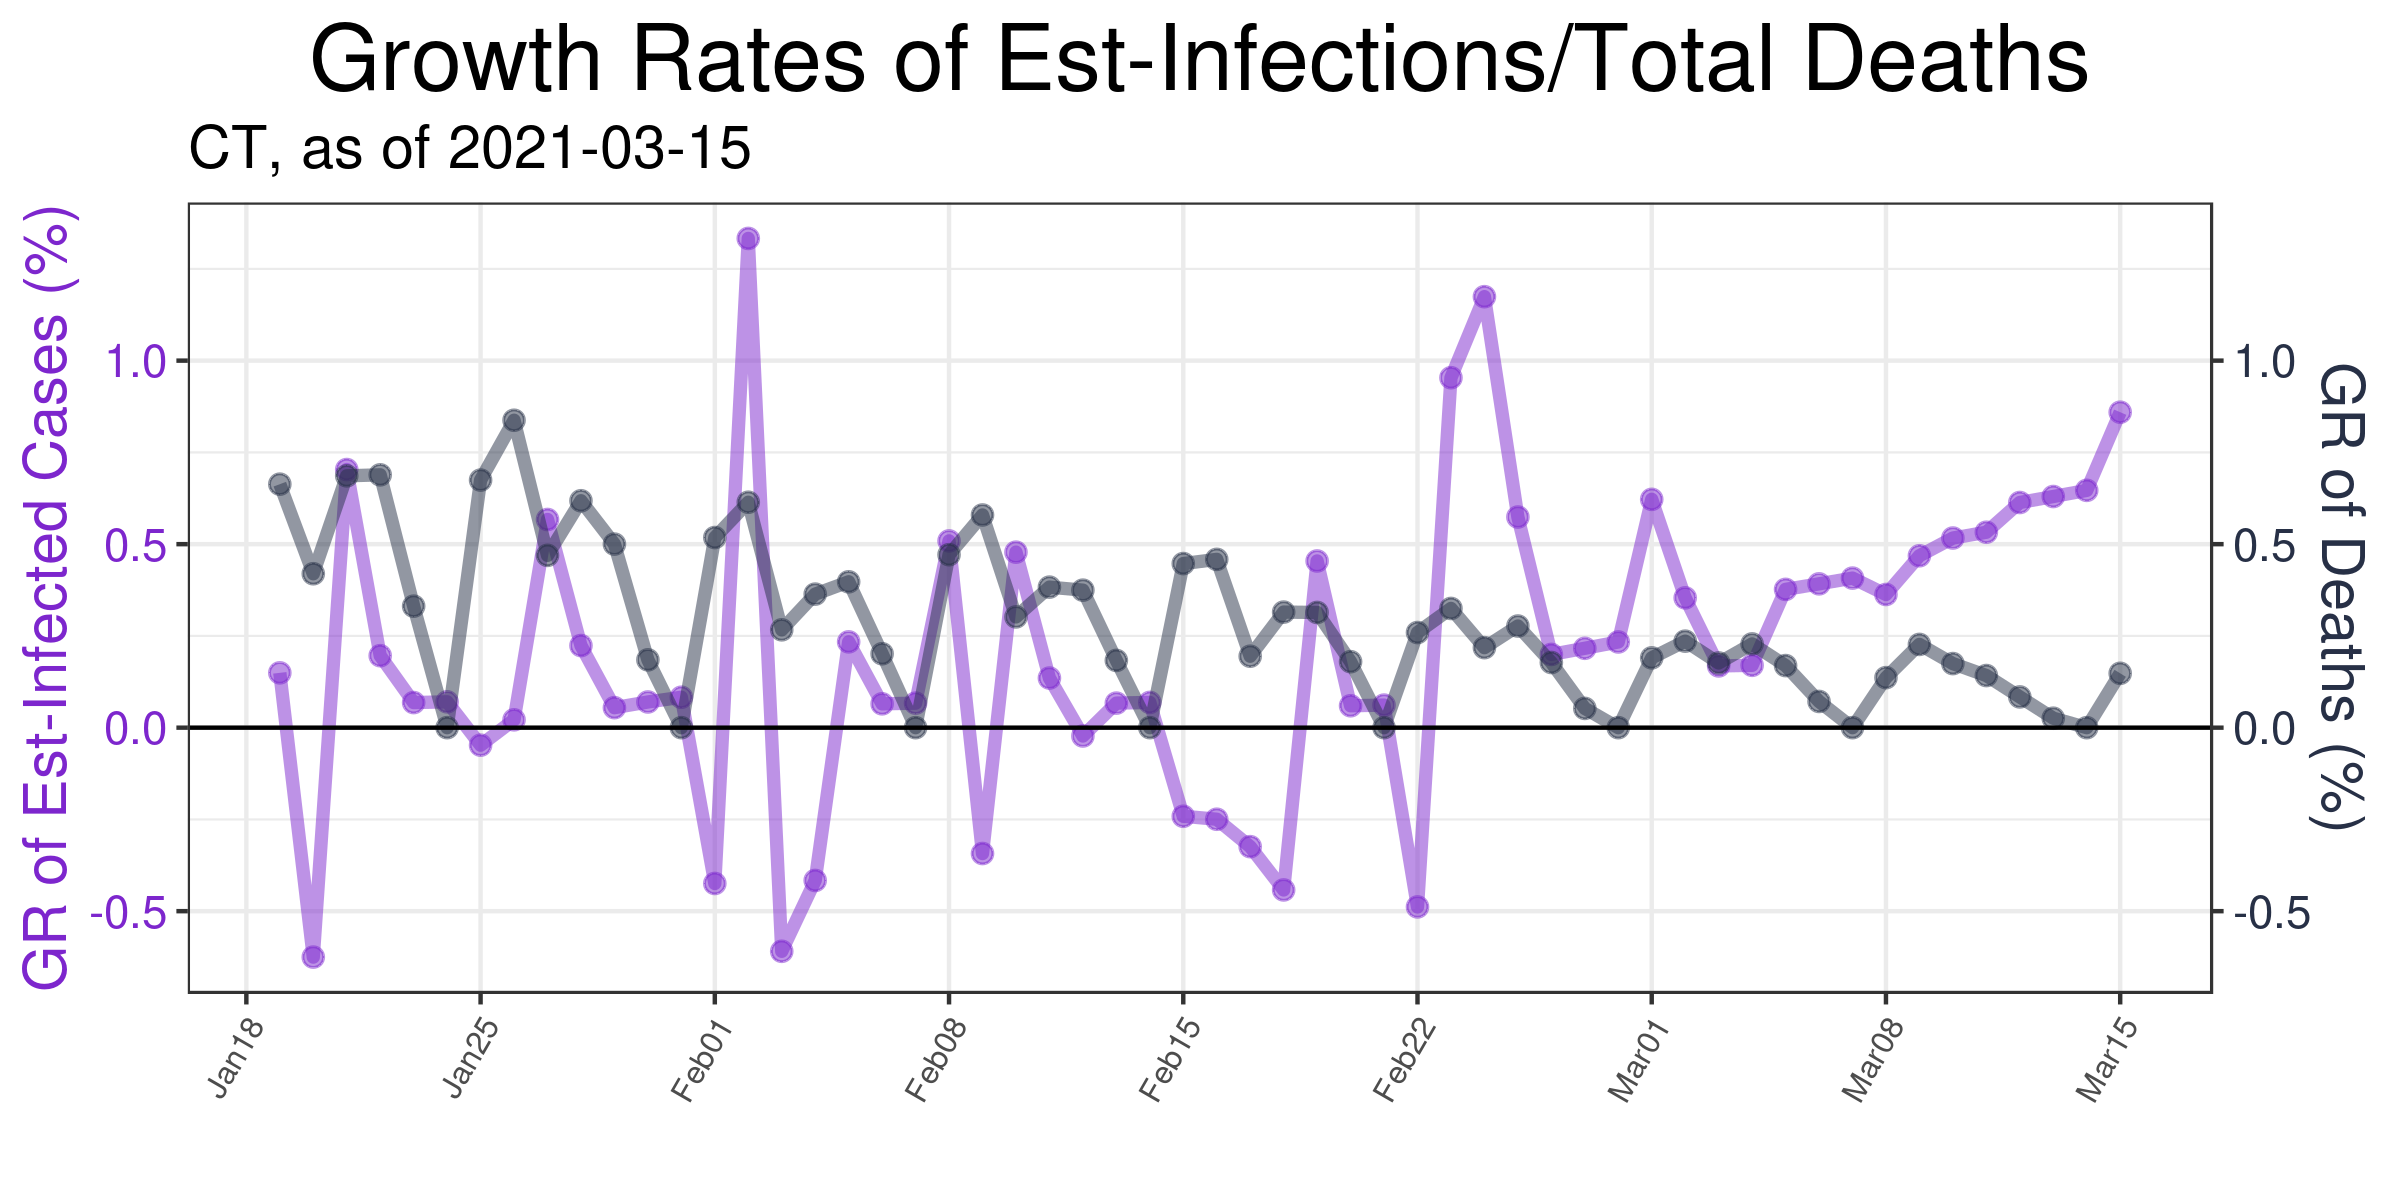 Growth Rates of Est-Infections/Total Deaths
CT, as of 2021-03-15
GR of Est-Infected Cases (%)
1.0
0.5
0.0
-0.5
1.0
0.5
0.0
-0.5
GR of Deaths (%)
Jan18
Jan25
Feb01
Feb08
Feb15
Feb22
Mar01
Mar08
Mar15